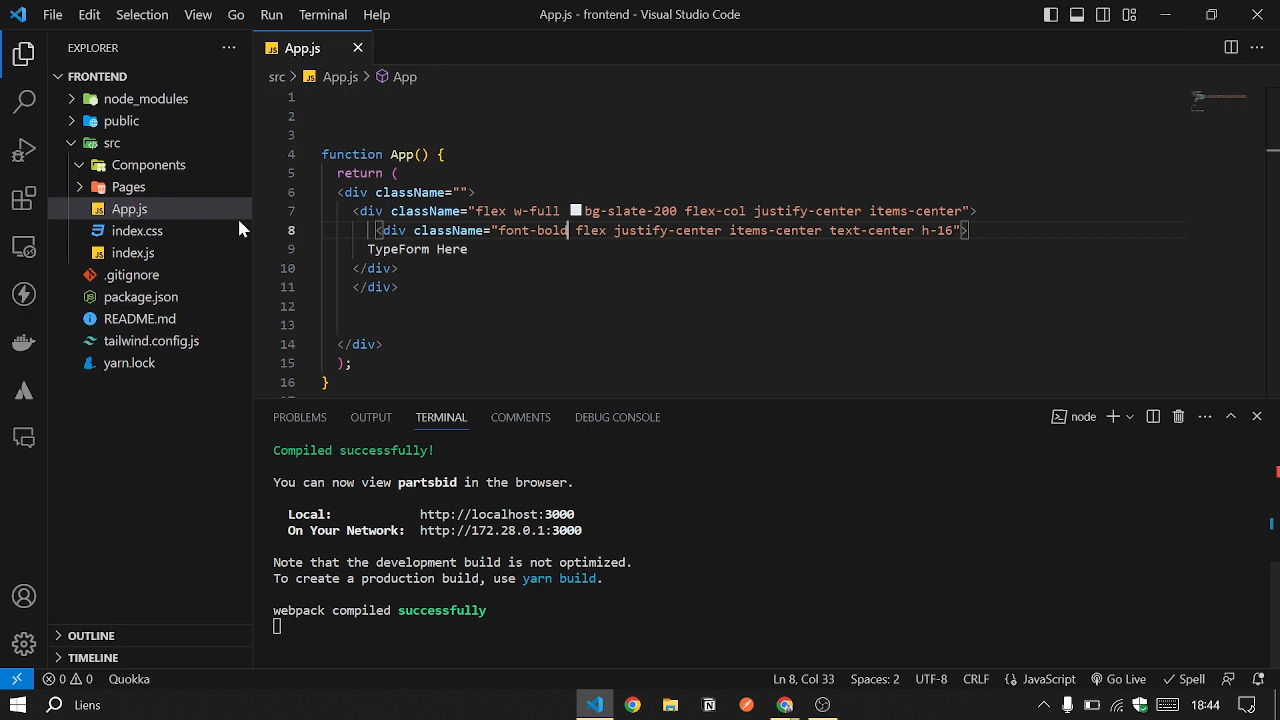 File Edit Selection View Go Run Terminal Help App.js - frontend - Visual Studio Code
EXPLORER
FRONTEND
node_modules
public
src
Components
Pages
JS App.js
index.css
JS index.js
.gitignore
package.json
README.md
tailwind.config.js
yarn.lock
OUTLINE
TIMELINE
JS App.js
src > JS App.js > App
1
2
3
4 function App() {
5 return (
6 <div className="">
7 <div className="flex w-full bg-slate-200 flex-col justify-center items-center">
8 <div className="font-bold flex justify-center items-center text-center h-16">
9 TypeForm Here
10 </div>
11 </div>
12
13
14 </div>
15 );
16 }
PROBLEMS OUTPUT TERMINAL COMMENTS DEBUG CONSOLE node
Compiled successfully!
You can now view partsbid in the browser.
Local: http://localhost:3000
On Your Network: http://172.28.0.1:3000
Note that the development build is not optimized.
To create a production build, use yarn build.
webpack compiled successfully
0 0 Quokka Ln 8, Col 33 Spaces: 2 UTF-8 CRLF JavaScript Go Live Spell
Liens 18:44